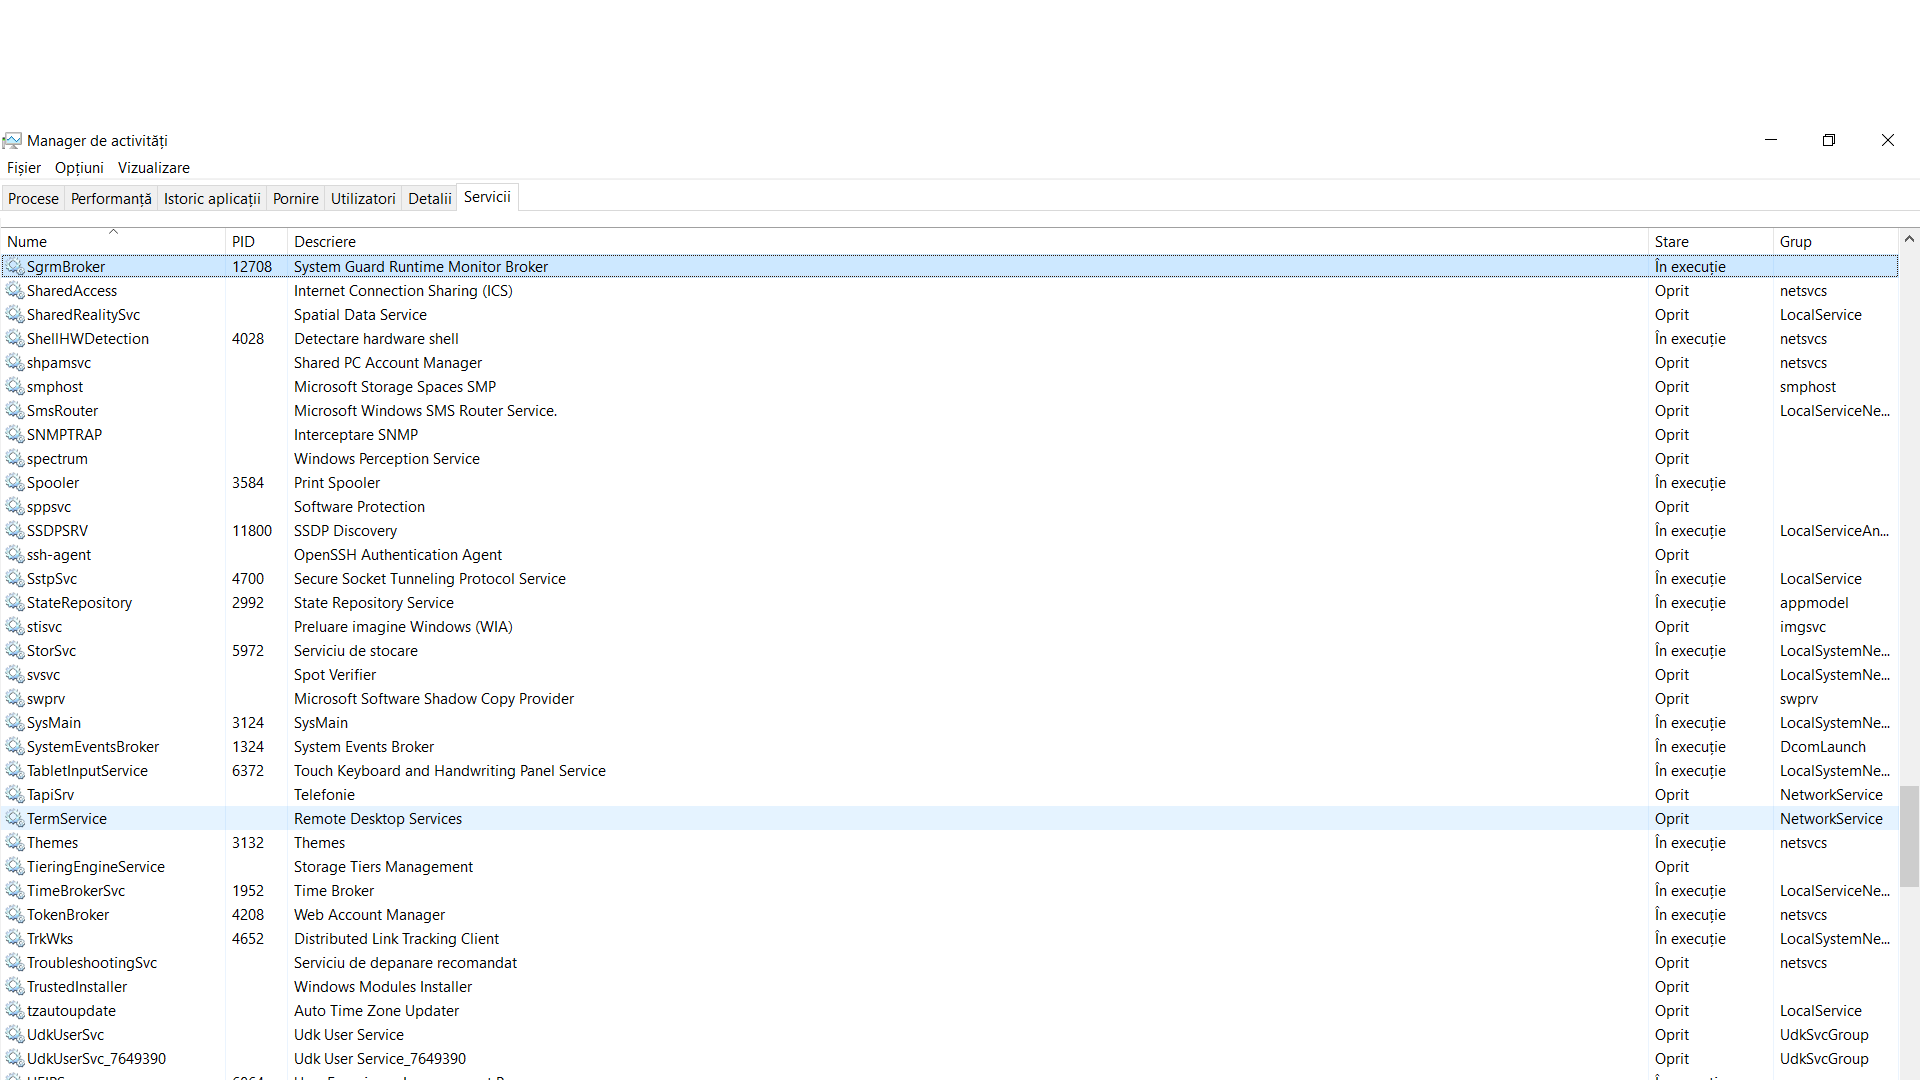 Manager de activități
Fișier Opțiuni Vizualizare
Procese Performanță Istoric aplicații Pornire Utilizatori Detalii Servicii
Nume PID Descriere Stare Grup
SgrmBroker 12708 System Guard Runtime Monitor Broker În execuție
SharedAccess Internet Connection Sharing (ICS) Oprit netsvcs
SharedRealitySvc Spatial Data Service Oprit LocalService
ShellHWDetection 4028 Detectare hardware shell În execuție netsvcs
shpamsvc Shared PC Account Manager Oprit netsvcs
smphost Microsoft Storage Spaces SMP Oprit smphost
SmsRouter Microsoft Windows SMS Router Service. Oprit LocalServiceNe...
SNMPTRAP Interceptare SNMP Oprit
spectrum Windows Perception Service Oprit
Spooler 3584 Print Spooler În execuție
sppsvc Software Protection Oprit
SSDPSRV 11800 SSDP Discovery În execuție LocalServiceAn...
ssh-agent OpenSSH Authentication Agent Oprit
SstpSvc 4700 Secure Socket Tunneling Protocol Service În execuție LocalService
StateRepository 2992 State Repository Service În execuție appmodel
stisvc Preluare imagine Windows (WIA) Oprit imgsvc
StorSvc 5972 Serviciu de stocare În execuție LocalSystemNe...
svsvc Spot Verifier Oprit LocalSystemNe...
swprv Microsoft Software Shadow Copy Provider Oprit swprv
SysMain 3124 SysMain În execuție LocalSystemNe...
SystemEventsBroker 1324 System Events Broker În execuție DcomLaunch
TabletInputService 6372 Touch Keyboard and Handwriting Panel Service În execuție LocalSystemNe...
TapiSrv Telefonie Oprit NetworkService
TermService Remote Desktop Services Oprit NetworkService
Themes 3132 Themes În execuție netsvcs
TieringEngineService Storage Tiers Management Oprit
TimeBrokerSvc 1952 Time Broker În execuție LocalServiceNe...
TokenBroker 4208 Web Account Manager În execuție netsvcs
TrkWks 4652 Distributed Link Tracking Client În execuție LocalSystemNe...
TroubleshootingSvc Serviciu de depanare recomandat Oprit netsvcs
TrustedInstaller Windows Modules Installer Oprit
tzautoupdate Auto Time Zone Updater Oprit LocalService
UdkUserSvc Udk User Service Oprit UdkSvcGroup
UdkUserSvc_7649390 Udk User Service_7649390 Oprit UdkSvcGroup